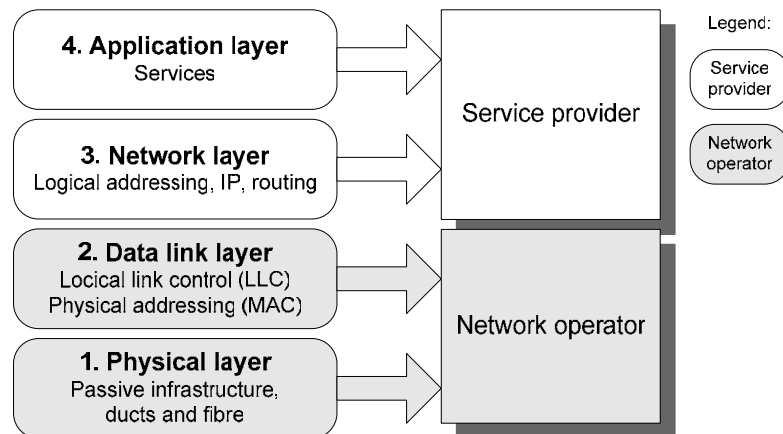 4. Application layer
Services
3. Network layer
Logical addressing, IP, routing
2. Data link layer
Locical link control (LLC)
Physical addressing (MAC)
1. Physical layer
Passive infrastructure,
ducts and fibre
Service provider
Network operator
Legend:
Service
provider
Network
operator